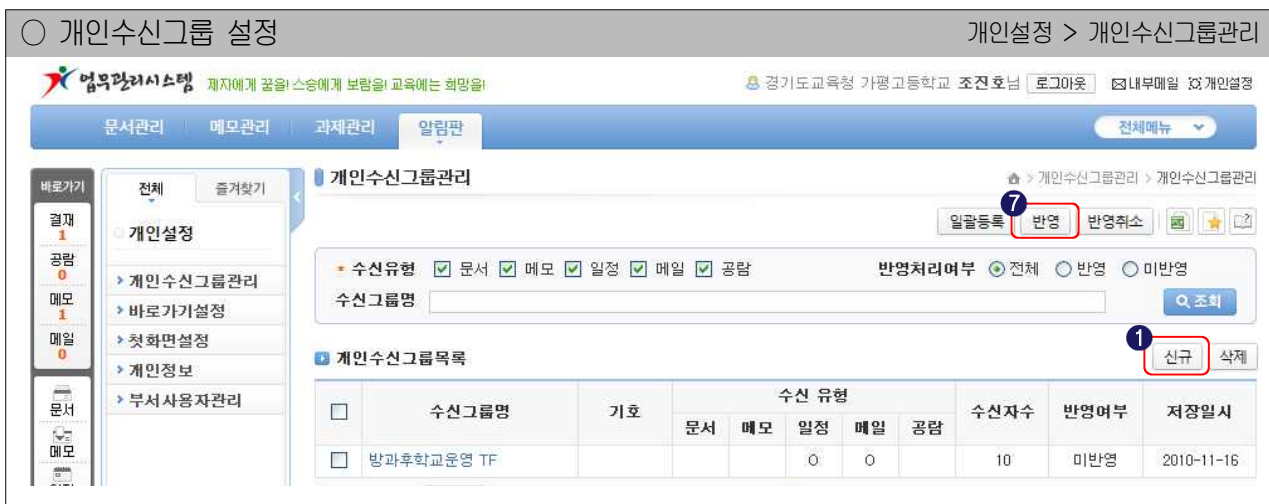 ○ 개인수신그룹 설정 개인설정 > 개인수신그룹관리
업무관리시스템 제자에게 꿈을! 스승에게 보람을! 교육에는 희망을! 경기도교육청 가평고등학교 조진호님 로그아웃 내부메일 개인설정
문서관리 메모관리 과제관리 알림판 전체메뉴
바로가기
결재
1
공람
0
메모
1
메일
0
문서
메모
전체 즐겨찾기
개인설정
개인수신그룹관리
바로가기설정
첫화면설정
개인정보
부서사용자관리
개인수신그룹관리 > 개인수신그룹관리 > 개인수신그룹관리
7
일괄등록 반영 반영취소
수신유형 문서 메모 일정 메일 공람 반영처리여부 전체 반영 미반영
수신그룹명 조회
1
개인수신그룹목록 신규 삭제
수신그룹명 기호 수신 유형 수신자수 반영여부 저장일시
문서 메모 일정 메일 공람
방과후학교운영 TF O O 10 미반영 2010-11-16